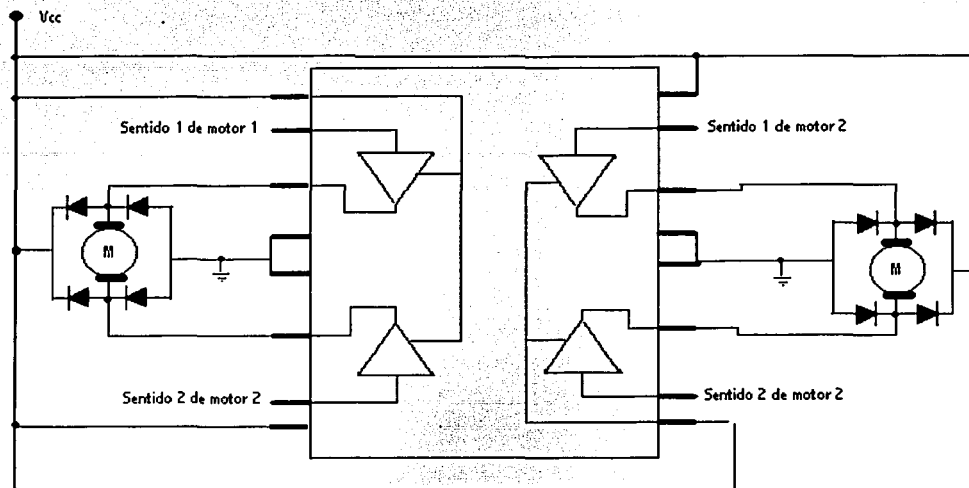 Vcc
Sentido 1 de motor 1
Sentido 1 de motor 2
M
M
Sentido 2 de motor 2
Sentido 2 de motor 2